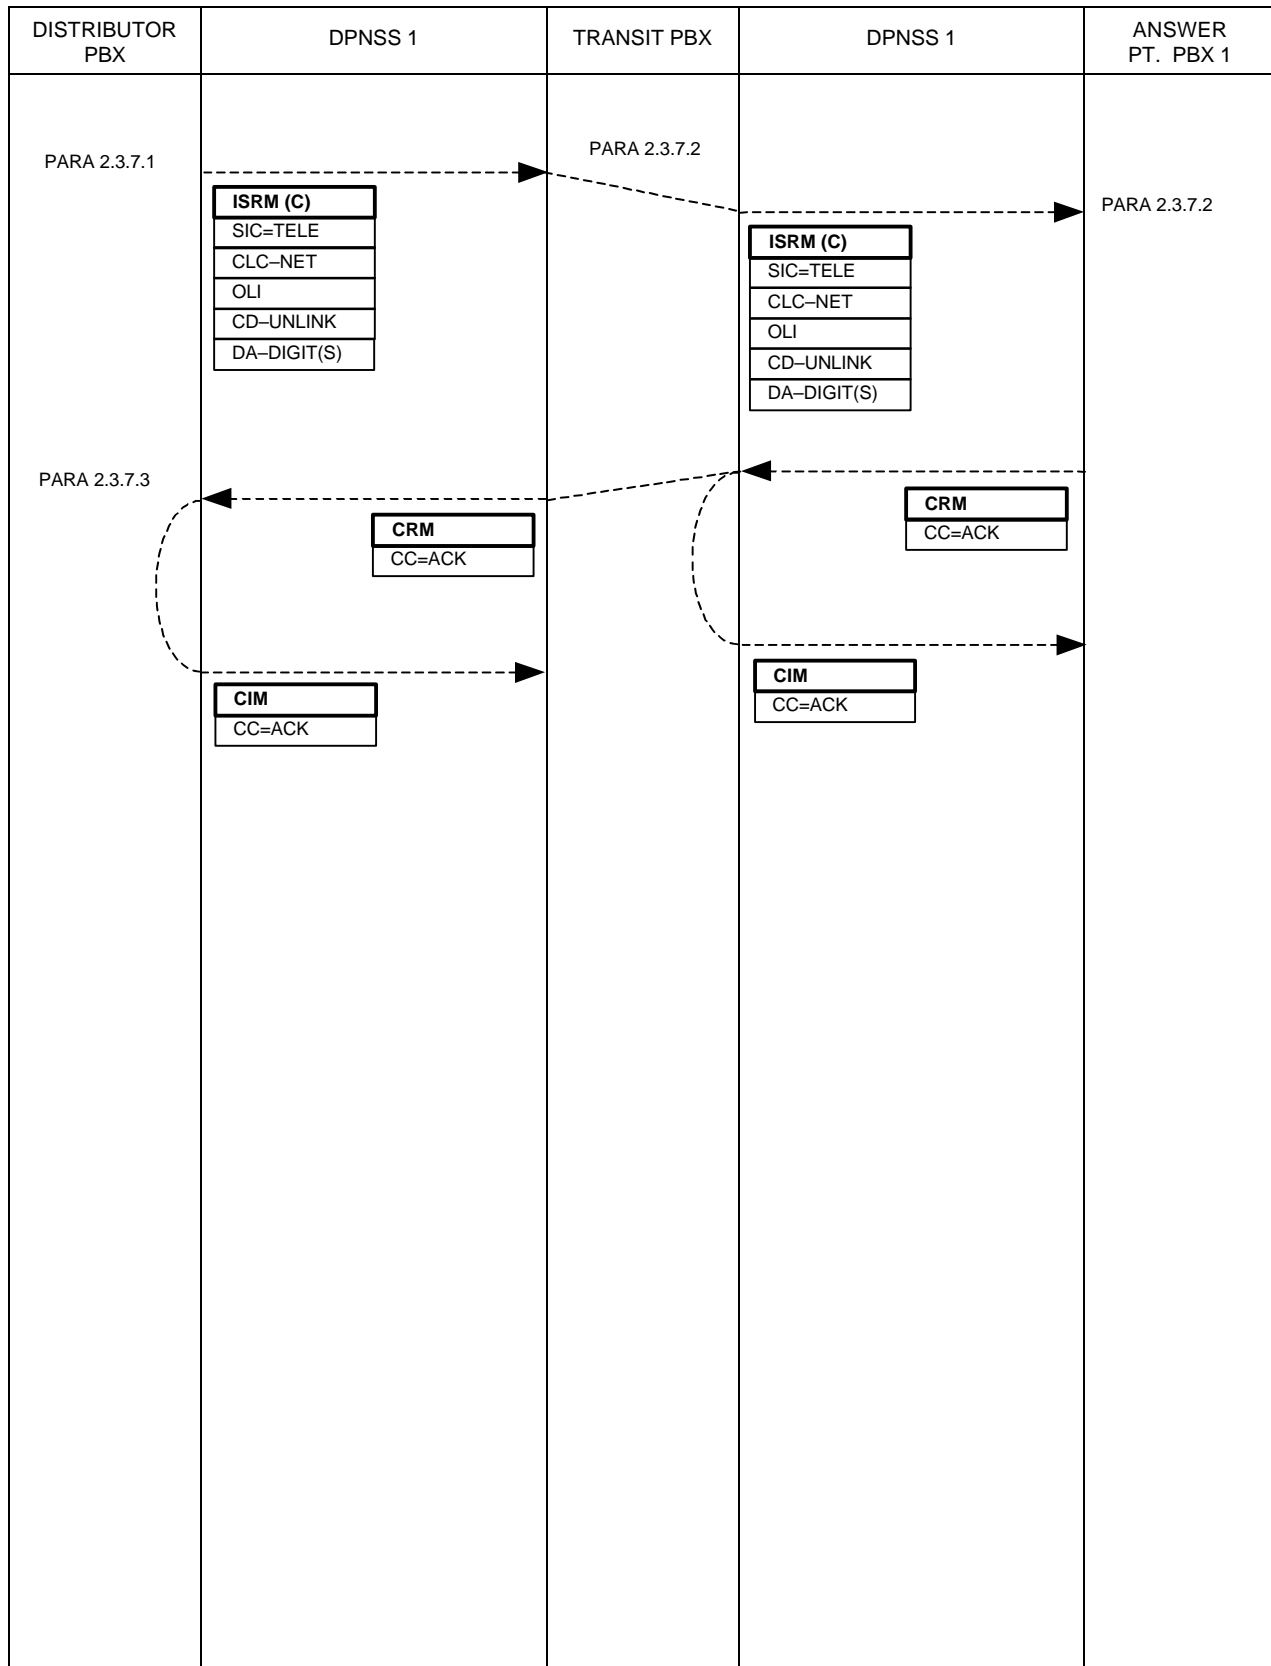 DISTRIBUTOR
PBX
DPNSS 1
TRANSIT PBX
DPNSS 1
ANSWER
PT. PBX 1
PARA 2.3.7.1
PARA 2.3.7.2
PARA 2.3.7.2
ISRM (C)
SIC=TELE
CLC–NET
OLI
CD–UNLINK
DA–DIGIT(S)
ISRM (C)
SIC=TELE
CLC–NET
OLI
CD–UNLINK
DA–DIGIT(S)
PARA 2.3.7.3
CRM
CC=ACK
CRM
CC=ACK
CIM
CC=ACK
CIM
CC=ACK